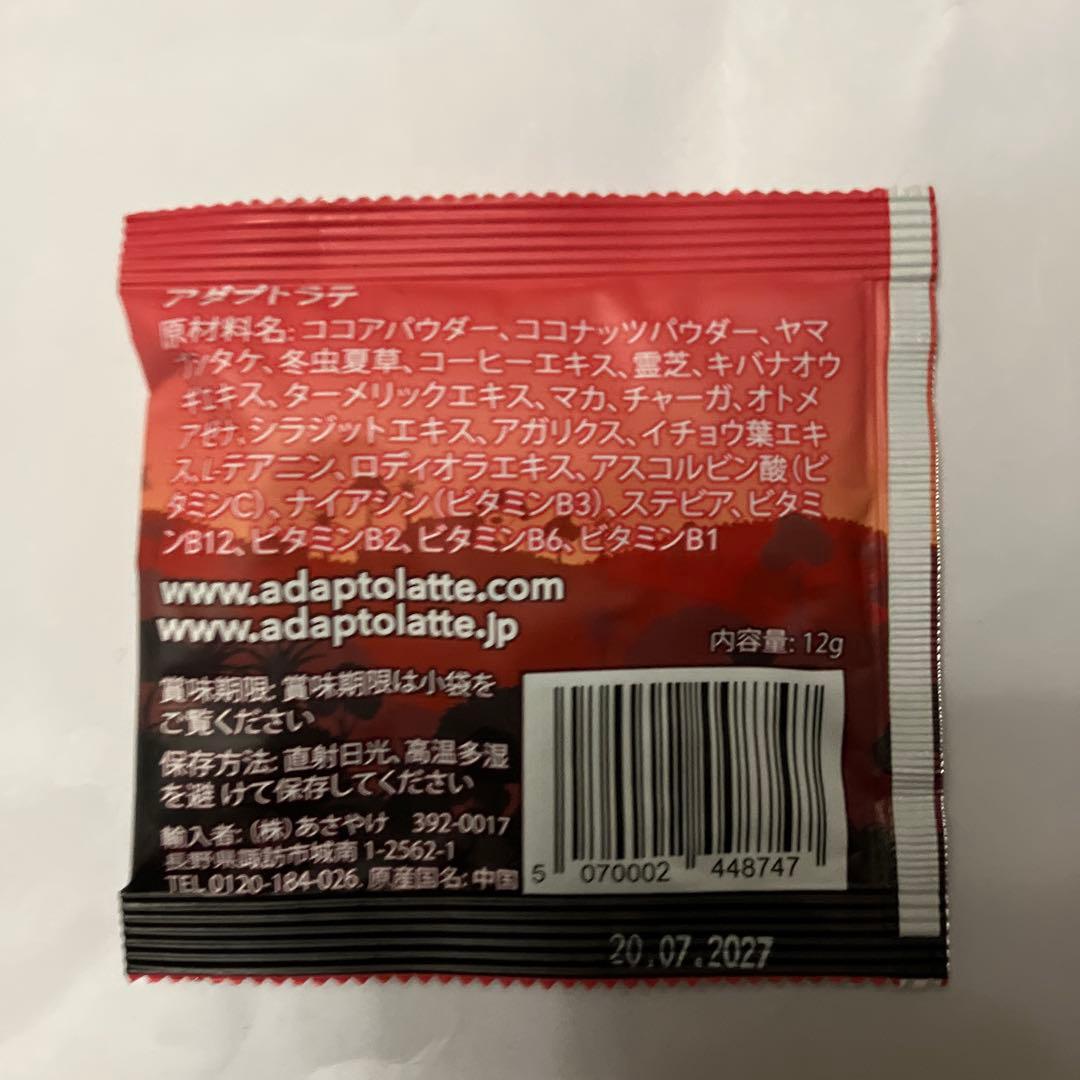 アダプトラテ
原材料名: ココアパウダー、ココナッツパウダー、ヤマ
タケ、冬虫夏草、コーヒーエキス、霊芝、キバナオウ
ギエキス、ターメリックエキス、マカ、チャーガ、オトメ
アゼナ、シラジットエキス、アガリクス、イチョウ葉エキ
ス、L-テアニン、ロディオラエキス、アスコルビン酸（ビ
タミンC）、ナイアシン（ビタミンB3）、ステビア、ビタミ
ンB12、ビタミンB2、ビタミンB6、ビタミンB1
www.adaptolatte.com
www.adaptolatte.jp
内容量: 12g
賞味期限: 賞味期限は小袋を
ご覧ください
保存方法: 直射日光、高温多湿
を避けて保存してください
輸入者: (株)あさやけ 392-0017
長野県諏訪市城南1-2562-1
TEL 0120-184-026. 原産国名: 中国
5 070002 448747
20.07.2027